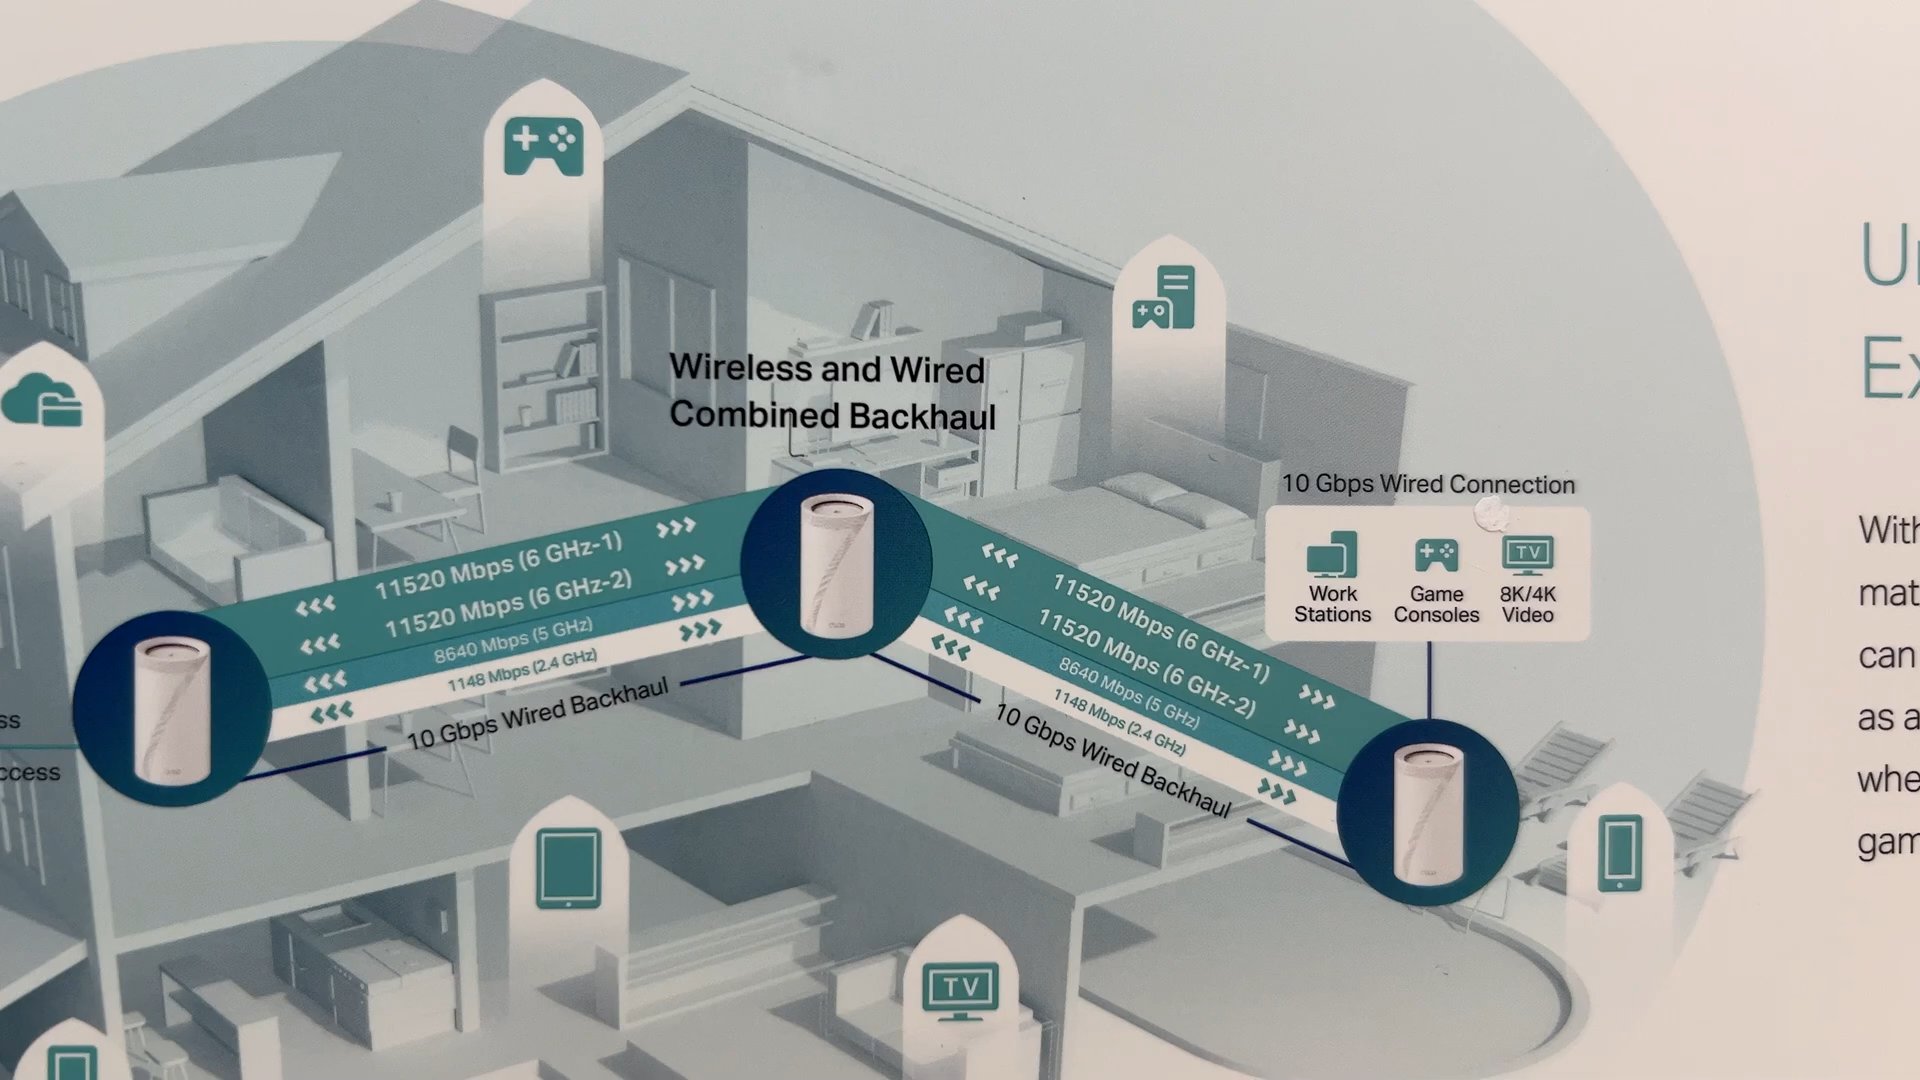 Wireless and Wired
Combined Backhaul
11520 Mbps (6 GHz-1)
11520 Mbps (6 GHz-2)
8640 Mbps (5 GHz)
1148 Mbps (2.4 GHz)
10 Gbps Wired Backhaul
11520 Mbps (6 GHz-1)
11520 Mbps (6 GHz-2)
8640 Mbps (5 GHz)
1148 Mbps (2.4 GHz)
10 Gbps Wired Backhaul
10 Gbps Wired Connection
TV
Work
Stations
Game
Consoles
8K/4K
Video
TV
can
as a